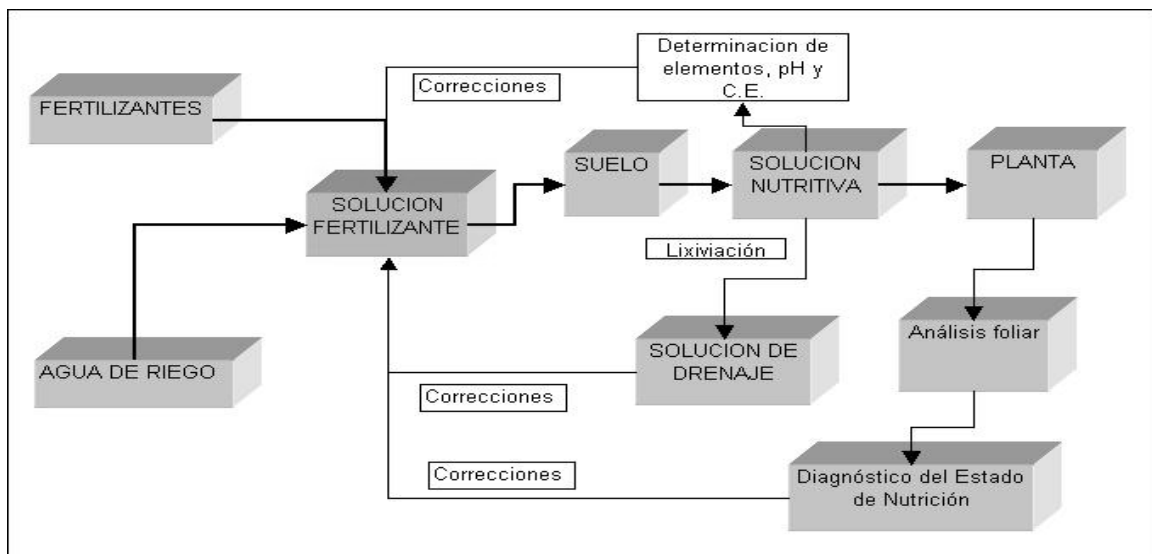 Determinacion de
elementos, pH y
C.E.
Correcciones
FERTILIZANTES
SUELO
SOLUCION
NUTRITIVA
PLANTA
SOLUCION
FERTILIZANTE
Lixiviación
AGUA DE RIEGO
SOLUCION DE
DRENAJE
Análisis foliar
Correcciones
Correcciones
Diagnóstico del Estado
de Nutrición